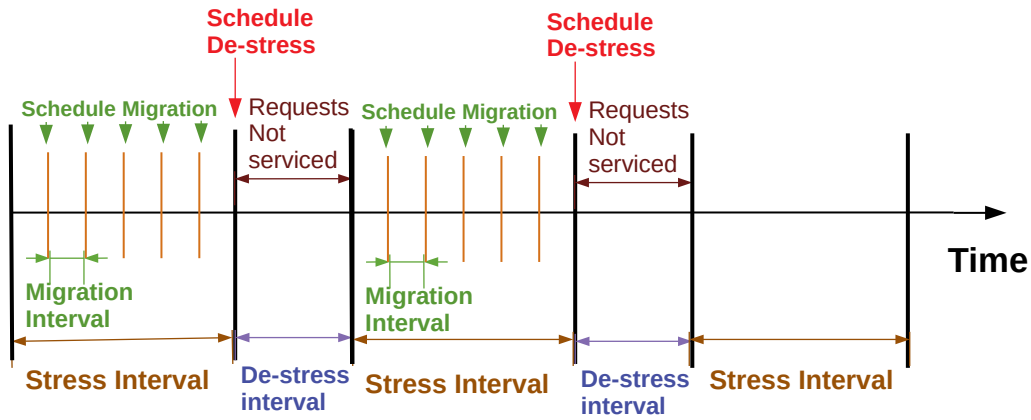 Schedule
De-stress
Schedule
De-stress
Schedule Migration
Requests
Not
serviced
Schedule Migration
Requests
Not
serviced
Time
Migration
Interval
Migration
Interval
Stress Interval
De-stress
interval
Stress Interval
De-stress
interval
Stress Interval